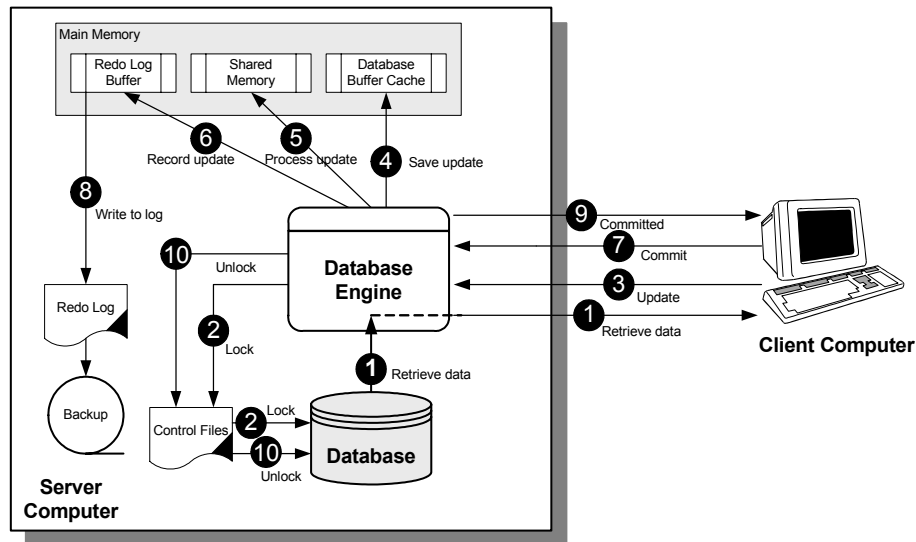 Main Memory
Redo Log
Buffer
Shared
Memory
Database
Buffer Cache
6
Record update
5
Process update
4
Save update
8
Write to log
9
Committed
7
Commit
10
Unlock
Database
Engine
3
Update
Redo Log
2
Lock
1
Retrieve data
Client Computer
1
Retrieve data
Backup
Control Files
2
Lock
10
Unlock
Database
Server
Computer